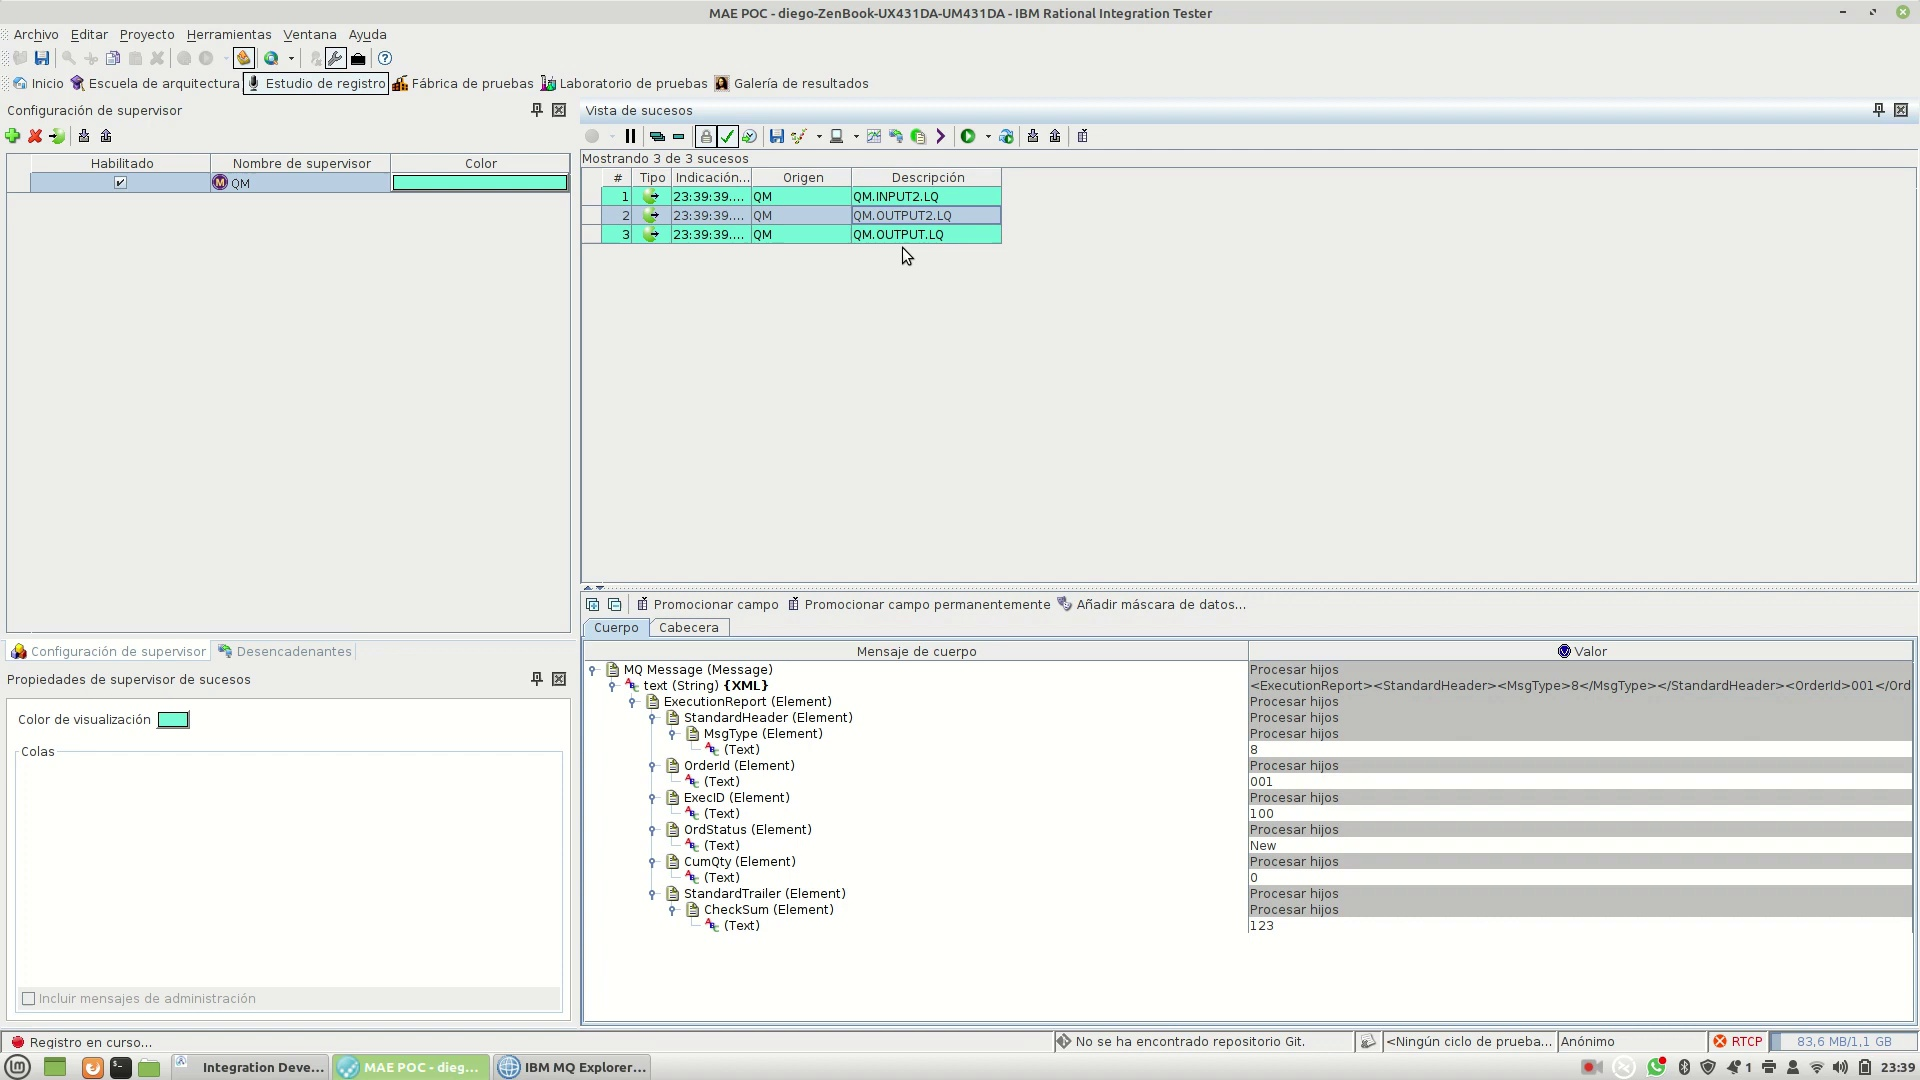 MAE POC - diego-ZenBook-UX431DA-UM431DA - IBM Rational Integration Tester
Archivo Editar Proyecto Herramientas Ventana Ayuda
Inicio Escuela de arquitectura Estudio de registro Fábrica de pruebas Laboratorio de pruebas Galería de resultados
Configuración de supervisor
Habilitado Nombre de supervisor Color
QM
Configuración de supervisor Desencadenantes
Propiedades de supervisor de sucesos
Color de visualización
Colas
Incluir mensajes de administración
Vista de sucesos
Mostrando 3 de 3 sucesos
# Tipo Indicación... Origen Descripción
1 23:39:39.... QM QM.INPUT2.LQ
2 23:39:39.... QM QM.OUTPUT2.LQ
3 23:39:39.... QM QM.OUTPUT.LQ
Promocionar campo Promocionar campo permanentemente Añadir máscara de datos...
Cuerpo Cabecera
Mensaje de cuerpo Valor
MQ Message (Message) Procesar hijos
text (String) {XML} <ExecutionReport><StandardHeader><MsgType>8</MsgType></StandardHeader><OrderId>001</Ord
ExecutionReport (Element) Procesar hijos
StandardHeader (Element) Procesar hijos
MsgType (Element) Procesar hijos
(Text) 8
OrderId (Element) Procesar hijos
(Text) 001
ExecID (Element) Procesar hijos
(Text) 100
OrdStatus (Element) Procesar hijos
(Text) New
CumQty (Element) Procesar hijos
(Text) 0
StandardTrailer (Element) Procesar hijos
CheckSum (Element) Procesar hijos
(Text) 123
Registro en curso... No se ha encontrado repositorio Git. <Ningún ciclo de prueba... Anónimo RTCP 83,6 MB/1,1 GB
Integration Deve... MAE POC - dieg... IBM MQ Explorer... 1 23:39